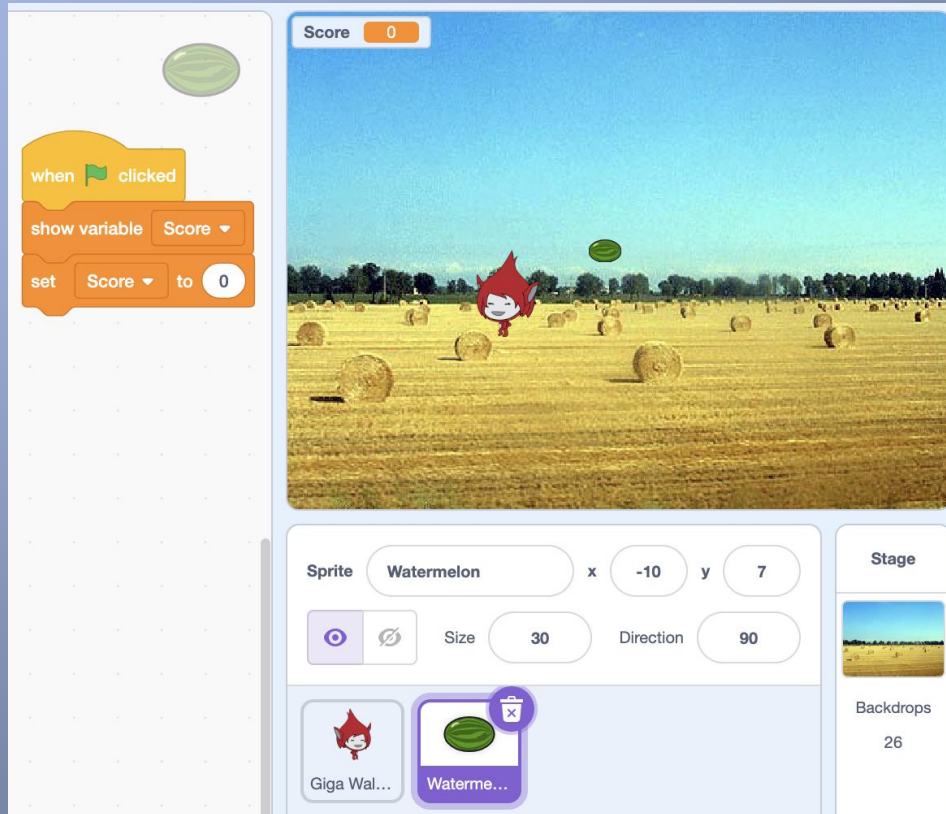 Score 0
when clicked
show variable Score
set Score to 0
Sprite Watermelon x -10 y 7
Size 30 Direction 90
Stage
Backdrops
26
Giga Wal... Waterme...